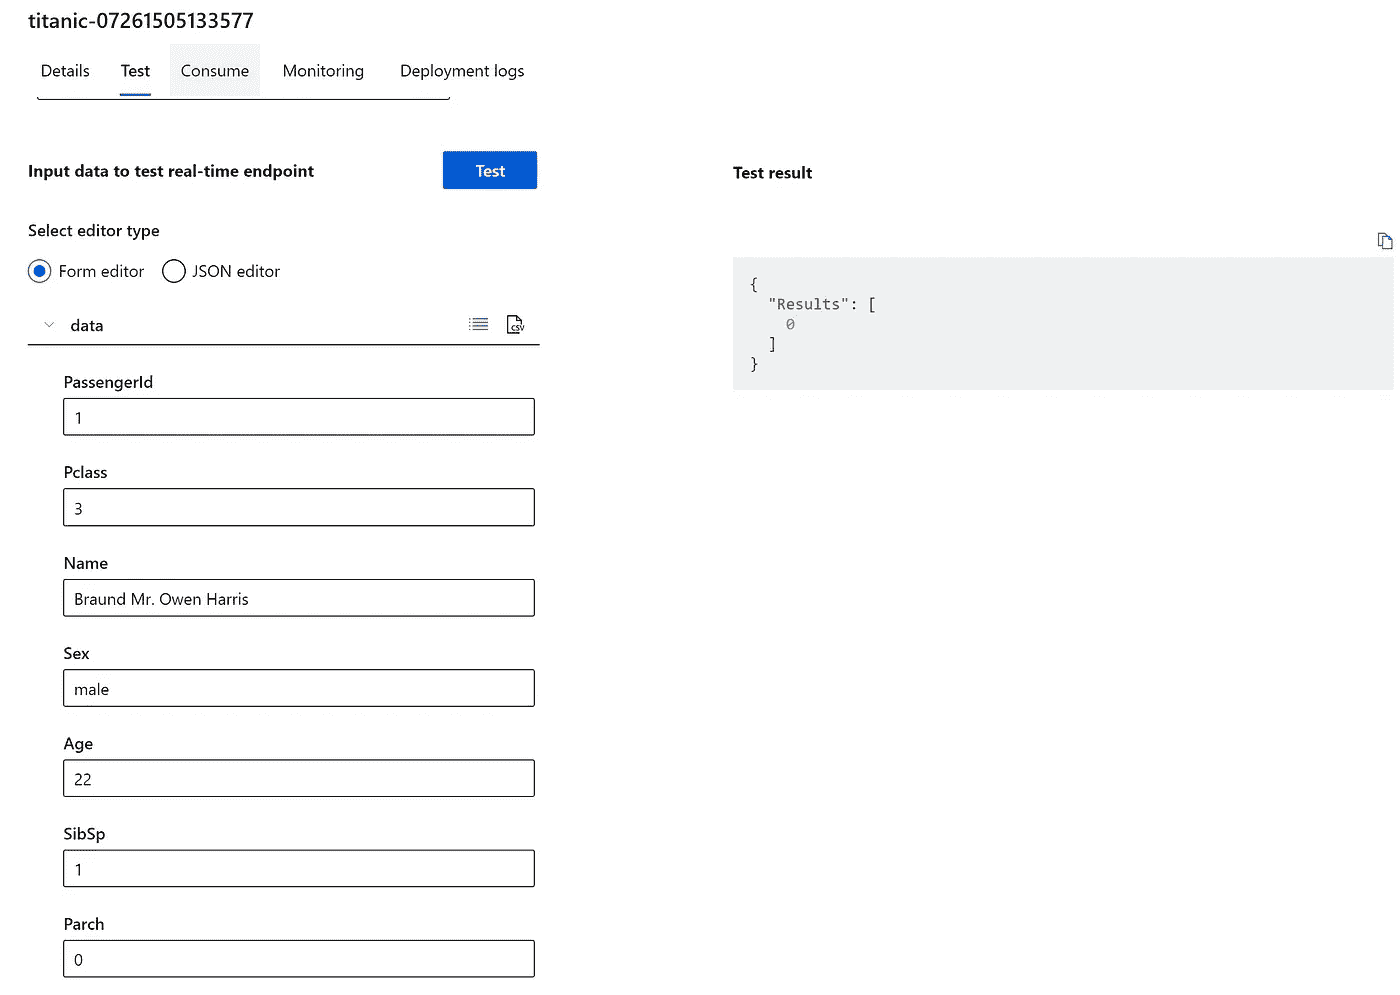 titanic-07261505133577
Details Test Consume Monitoring Deployment logs
Input data to test real-time endpoint
Test
Select editor type
Form editor JSON editor
data
CSV
PassengerId
1
Pclass
3
Name
Braund Mr. Owen Harris
Sex
male
Age
22
SibSp
1
Parch
0
Test result
{
"Results": [
0
]
}